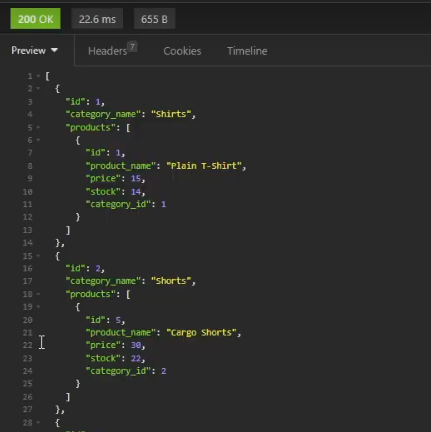 200 OK 22.6 ms 655 B
Preview Headers 7 Cookies Timeline
1 [
2 {
3 "id": 1,
4 "category_name": "Shirts",
5 "products": [
6 {
7 "id": 1,
8 "product_name": "Plain T-Shirt",
9 "price": 15,
10 "stock": 14,
11 "category_id": 1
12 }
13 ]
14 },
15 {
16 "id": 2,
17 "category_name": "Shorts",
18 "products": [
19 {
20 "id": 5,
21 "product_name": "Cargo Shorts",
22 "price": 30,
23 "stock": 22,
24 "category_id": 2
25 }
26 ]
27 },
28 {